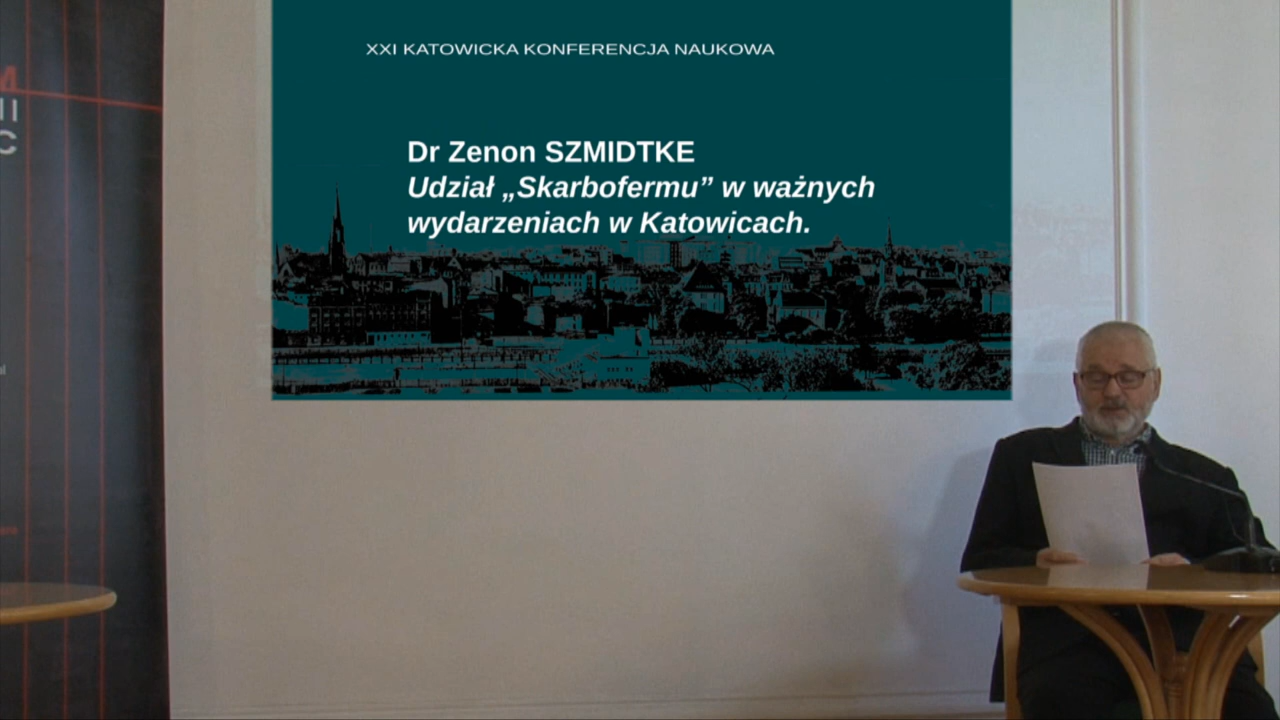 XXI KATOWICKA KONFERENCJA NAUKOWA
Dr Zenon SZMIDTKE
Udział „Skarbofermu” w ważnych
wydarzeniach w Katowicach.